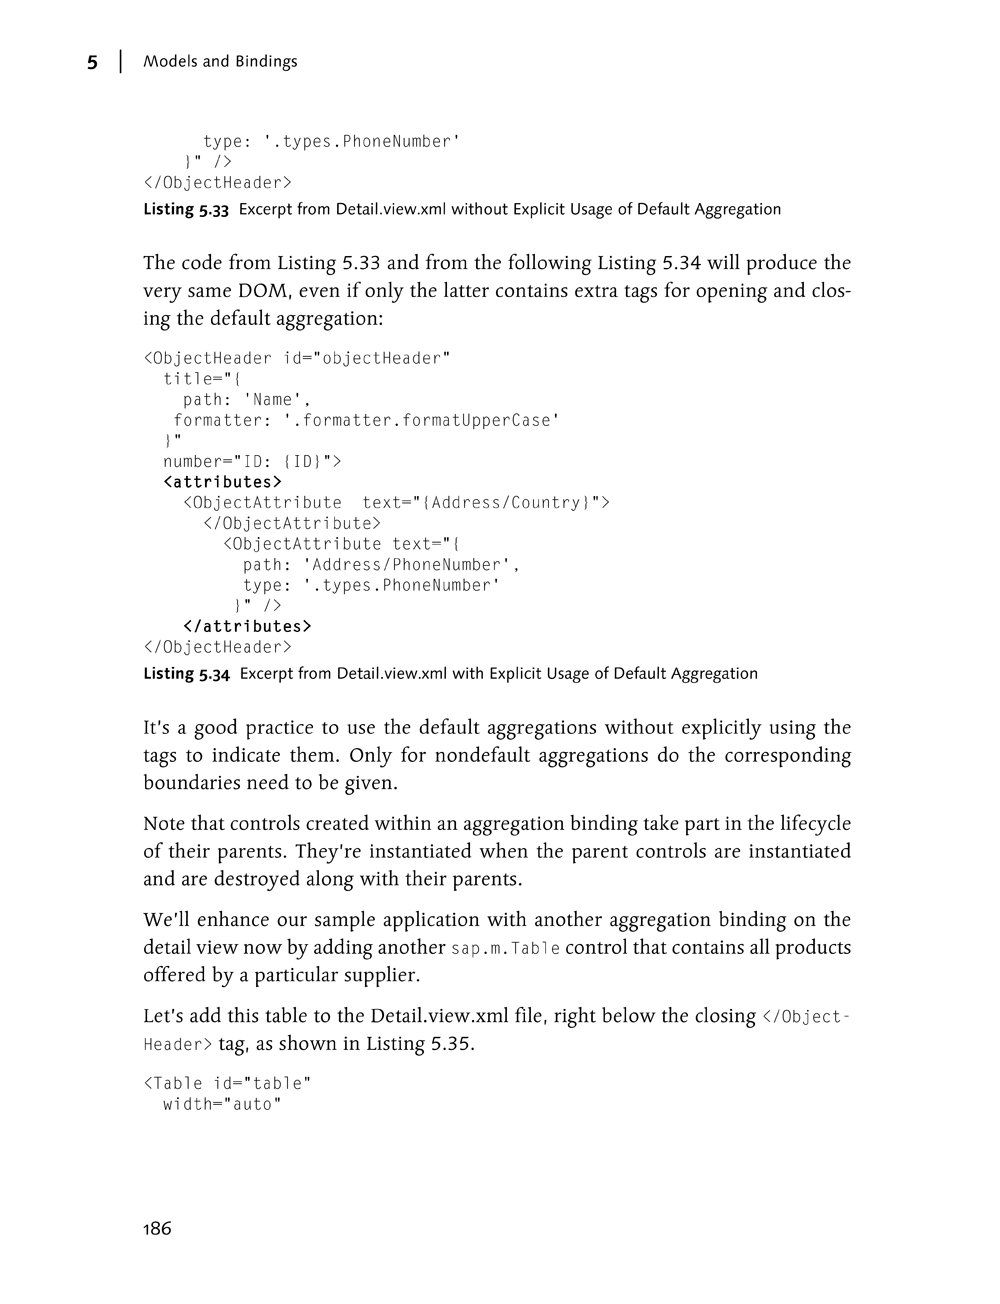 5 | Models and Bindings
type: '.types.PhoneNumber'
}" />
</ObjectHeader>
Listing 5.33 Excerpt from Detail.view.xml without Explicit Usage of Default Aggregation
The code from Listing 5.33 and from the following Listing 5.34 will produce the
very same DOM, even if only the latter contains extra tags for opening and clos-
ing the default aggregation:
<ObjectHeader id="objectHeader"
title="{
path: 'Name',
formatter: '.formatter.formatUpperCase'
}"
number="ID: {ID}">
<attributes>
<ObjectAttribute  text="{Address/Country}">
</ObjectAttribute>
<ObjectAttribute text="{
path: 'Address/PhoneNumber',
type: '.types.PhoneNumber'
}" />
</attributes>
</ObjectHeader>
Listing 5.34 Excerpt from Detail.view.xml with Explicit Usage of Default Aggregation
It's a good practice to use the default aggregations without explicitly using the
tags to indicate them. Only for nondefault aggregations do the corresponding
boundaries need to be given.
Note that controls created within an aggregation binding take part in the lifecycle
of their parents. They're instantiated when the parent controls are instantiated
and are destroyed along with their parents.
We'll enhance our sample application with another aggregation binding on the
detail view now by adding another sap.m.Table control that contains all products
offered by a particular supplier.
Let's add this table to the Detail.view.xml file, right below the closing </Object-
Header> tag, as shown in Listing 5.35.
<Table id="table"
width="auto"
186